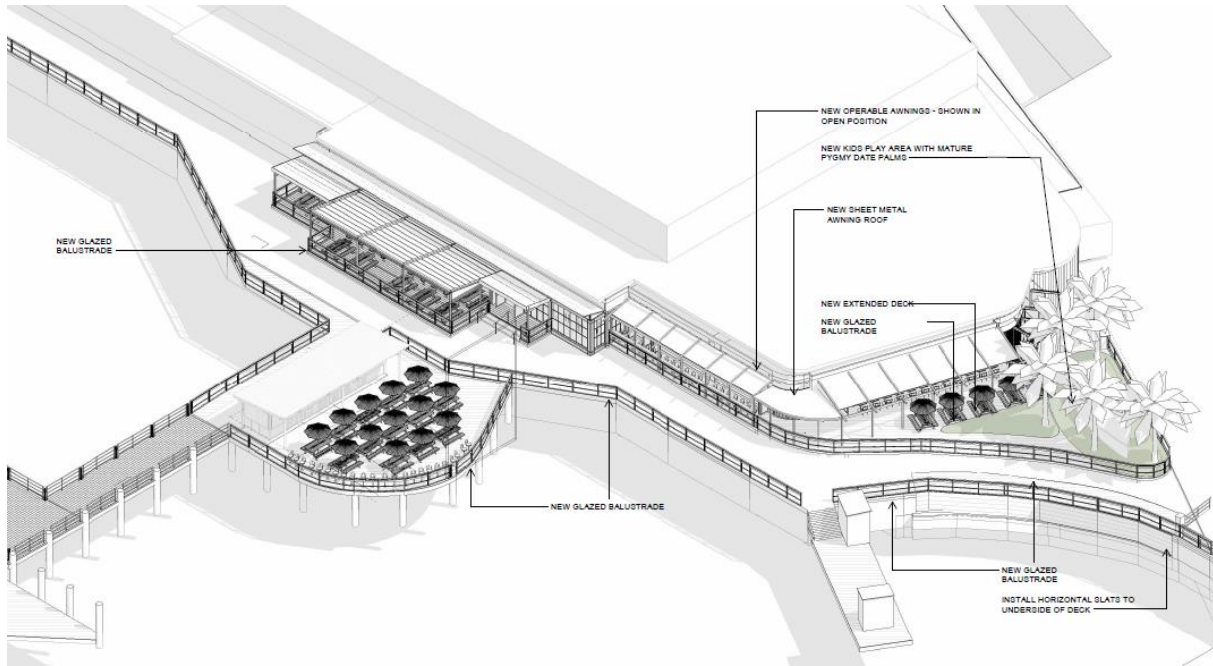 NEW OPERABLE AWNINGS - SHOWN IN
OPEN POSITION
NEW KIDS PLAY AREA WITH MATURE
PYGMY DATE PALMS
NEW SHEET METAL
AWNING ROOF
NEW GLAZED
BALUSTRADE
NEW EXTENDED DECK
NEW GLAZED
BALUSTRADE
NEW GLAZED BALUSTRADE
NEW GLAZED
BALUSTRADE
INSTALL HORIZONTAL SLATS TO
UNDERSIDE OF DECK